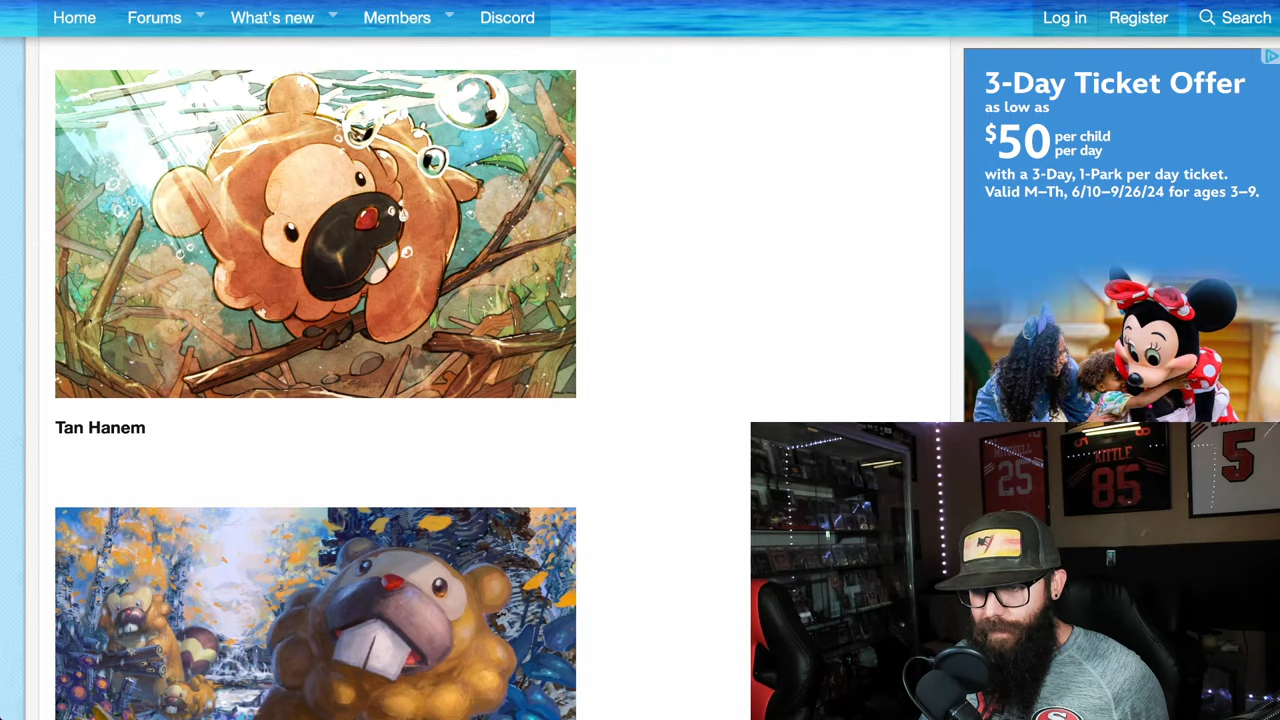 Home Forums What's new Members Discord Log in Register Search
3-Day Ticket Offer
as low as
$50 per child
per day
with a 3-Day, 1-Park per day ticket.
Valid M–Th, 6/10–9/26/24 for ages 3–9.
Tan Hanem
25
KITTLE
85
5